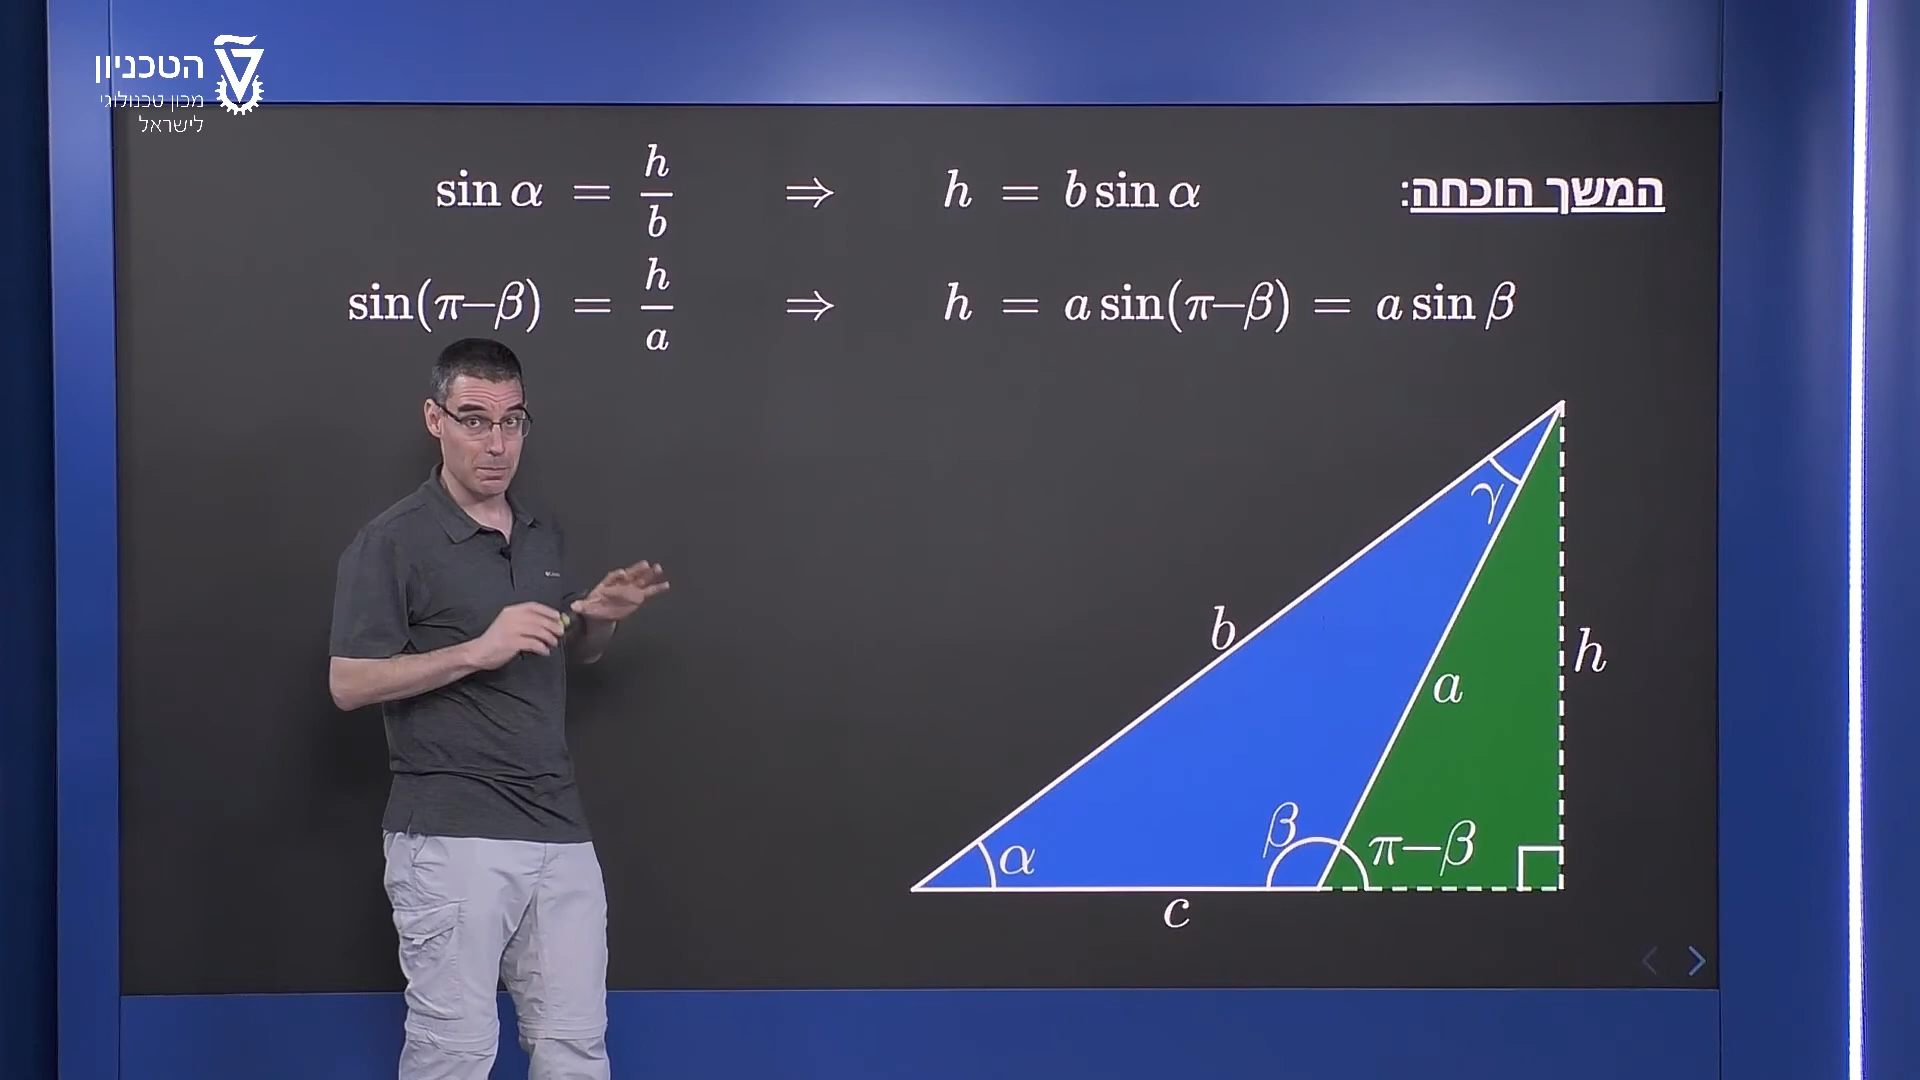 הטכניון
מכון טכנולוגי
לישראל
המשך הוכחה:
sin α = h/b ⇒ h = b sin α
sin(π−β) = h/a ⇒ h = a sin(π−β) = a sin β
γ
b
h
a
β
π−β
α
c